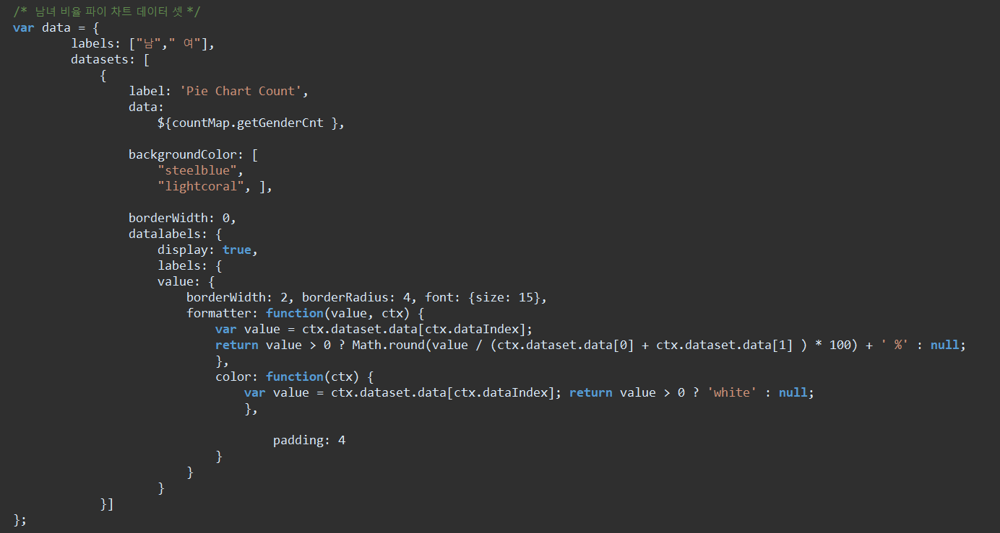 /* 남녀 비율 파이 차트 데이터 셋 */
var data = {
labels: ["남"," 여"],
datasets: [
{
label: 'Pie Chart Count',
data:
${countMap.getGenderCnt },
backgroundColor: [
"steelblue",
"lightcoral", ],
borderWidth: 0,
datalabels: {
display: true,
labels: {
value: {
borderWidth: 2, borderRadius: 4, font: {size: 15},
formatter: function(value, ctx) {
var value = ctx.dataset.data[ctx.dataIndex];
return value > 0 ? Math.round(value / (ctx.dataset.data[0] + ctx.dataset.data[1] ) * 100) + ' %' : null;
},
color: function(ctx) {
var value = ctx.dataset.data[ctx.dataIndex]; return value > 0 ? 'white' : null;
},
padding: 4
}
}
}
}]
};